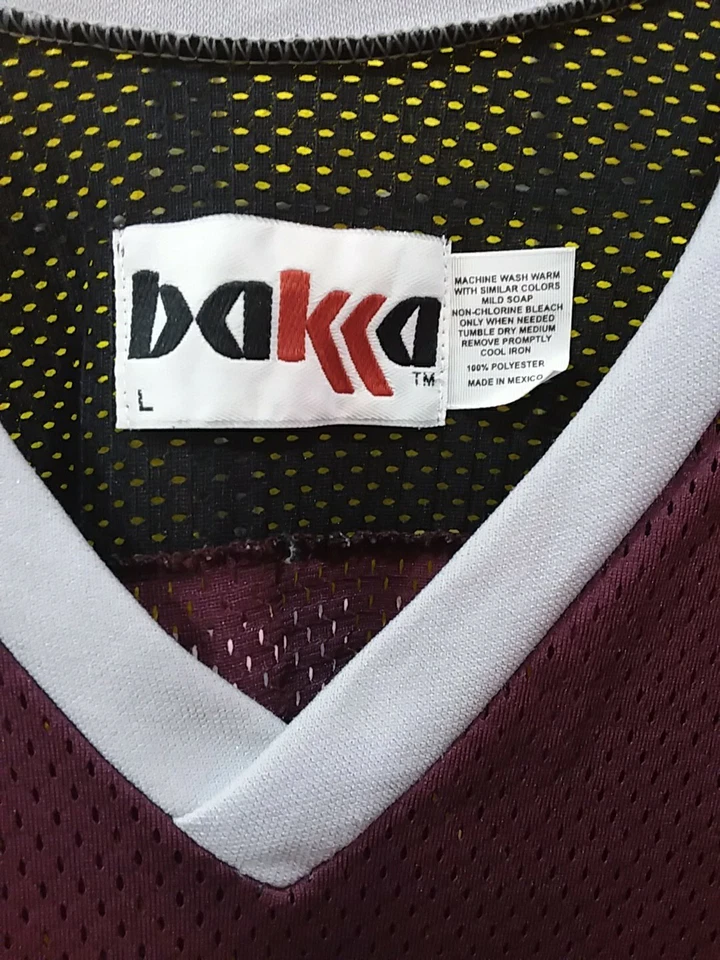 bakka
TM
L
MACHINE WASH WARM
WITH SIMILAR COLORS
MILD SOAP
NON-CHLORINE BLEACH
ONLY WHEN NEEDED
TUMBLE DRY MEDIUM
REMOVE PROMPTLY
COOL IRON
100% POLYESTER
MADE IN MEXICO